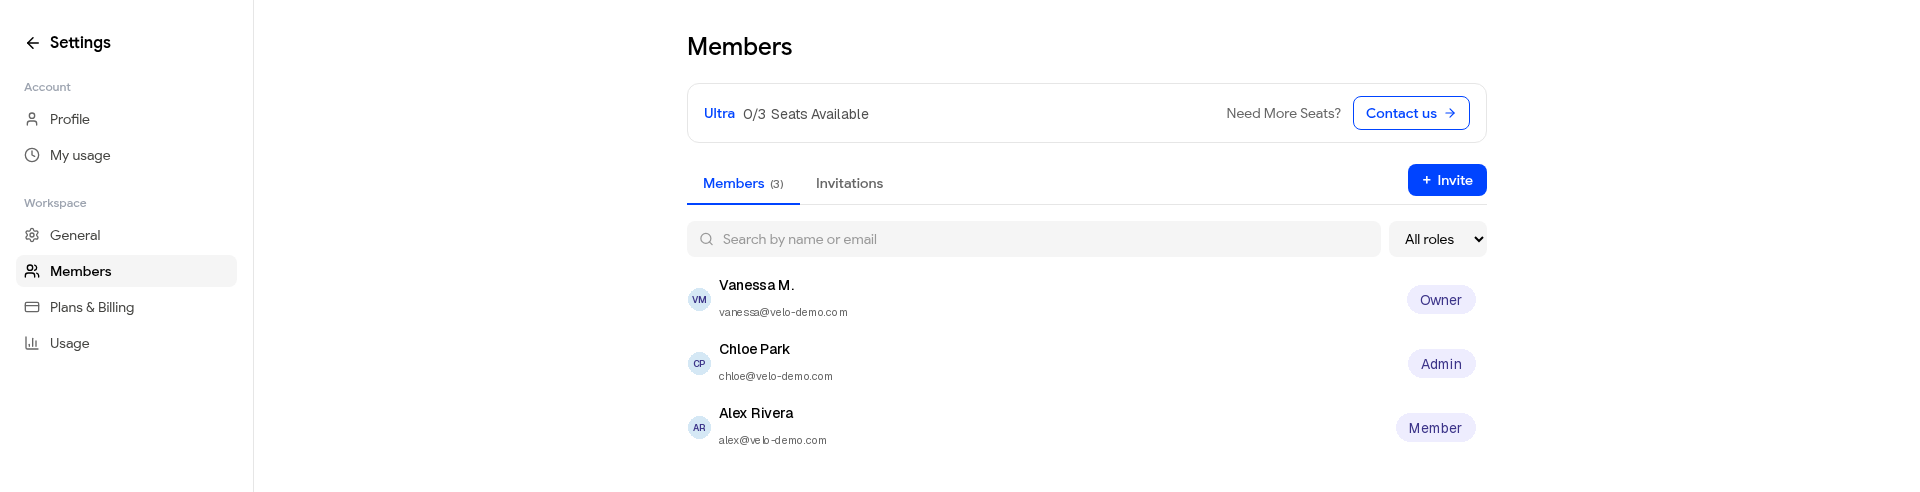 Settings
Account
Profile
My usage
Workspace
General
Members
Plans & Billing
Usage
Members
Ultra 0/3 Seats Available
Need More Seats? Contact us →
Members (3) Invitations
+ Invite
Search by name or email
All roles
VM
Vanessa M.
vanessa@velo-demo.com
Owner
CP
Chloe Park
chloe@velo-demo.com
Admin
AR
Alex Rivera
alex@velo-demo.com
Member